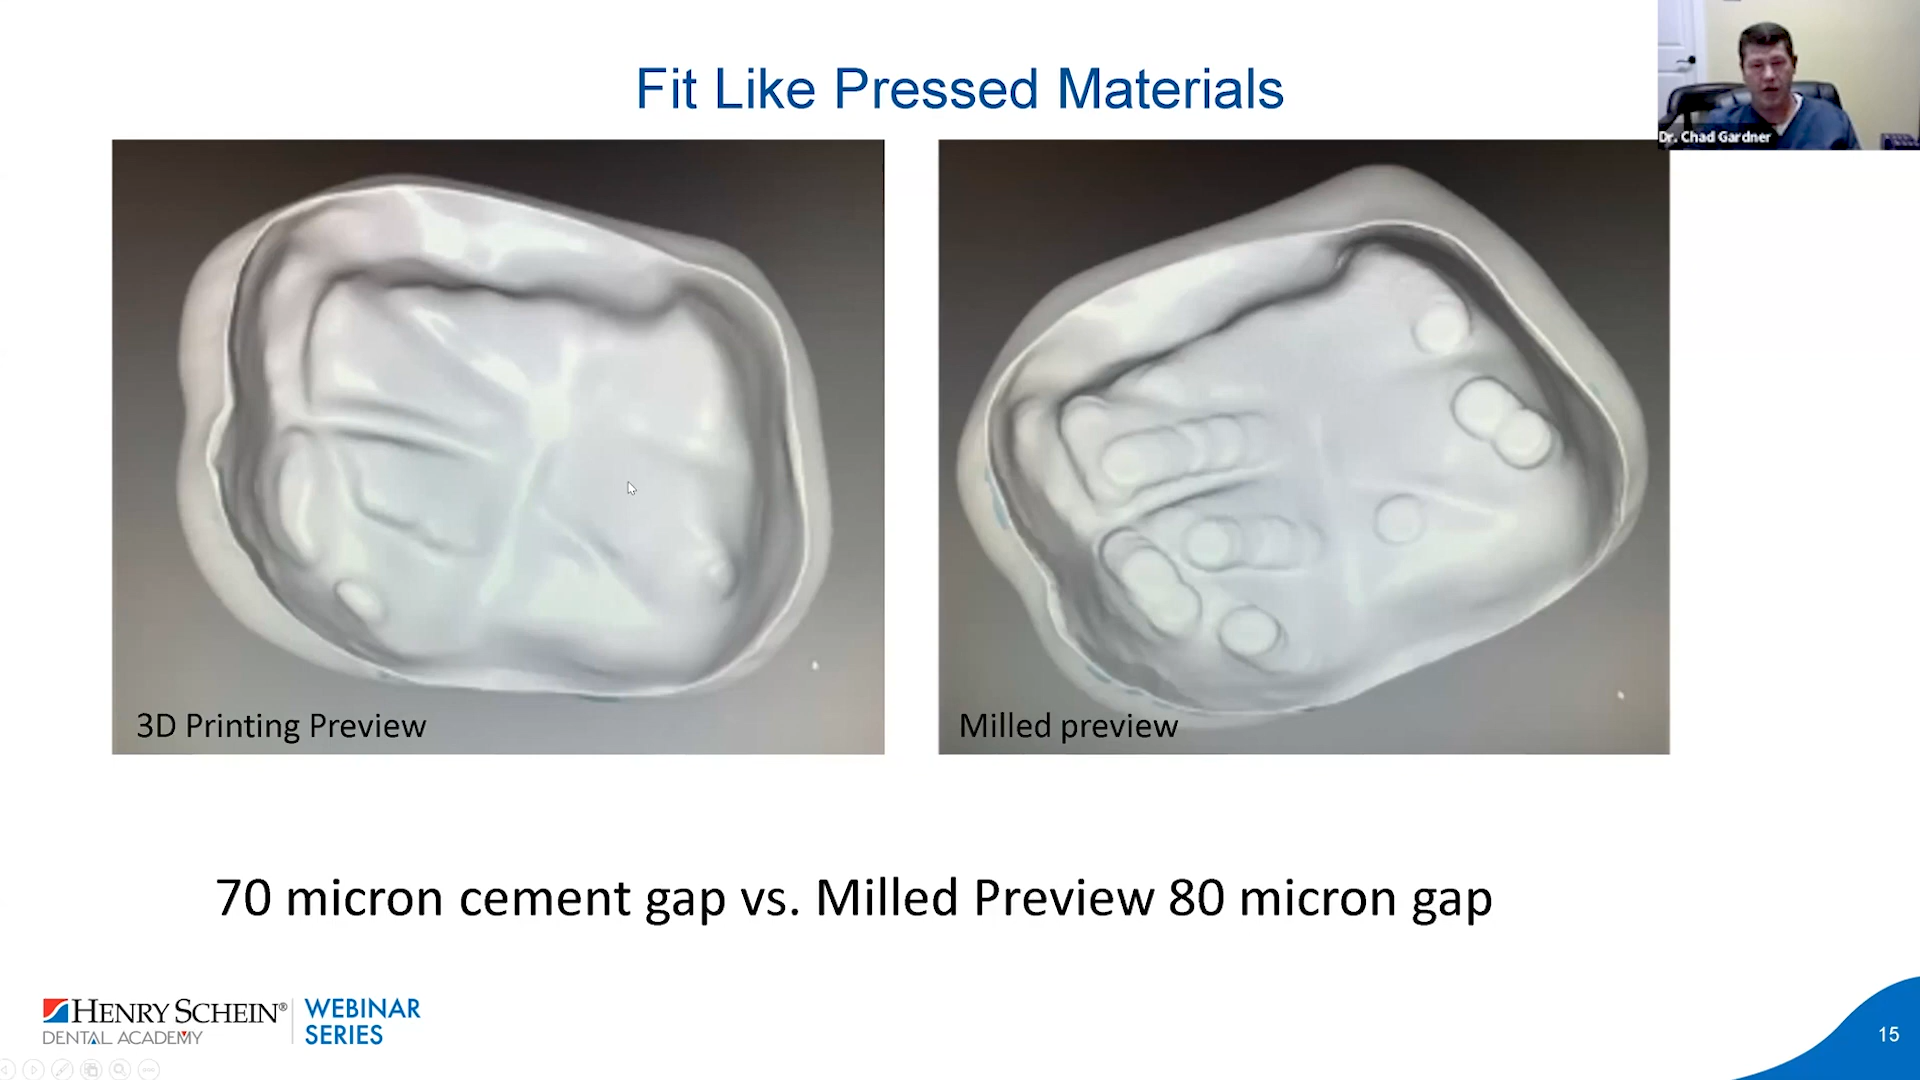 Fit Like Pressed Materials
Dr. Chad Gardner
3D Printing Preview
Milled preview
70 micron cement gap vs. Milled Preview 80 micron gap
HENRY SCHEIN®
DENTAL ACADEMY
WEBINAR
SERIES
15